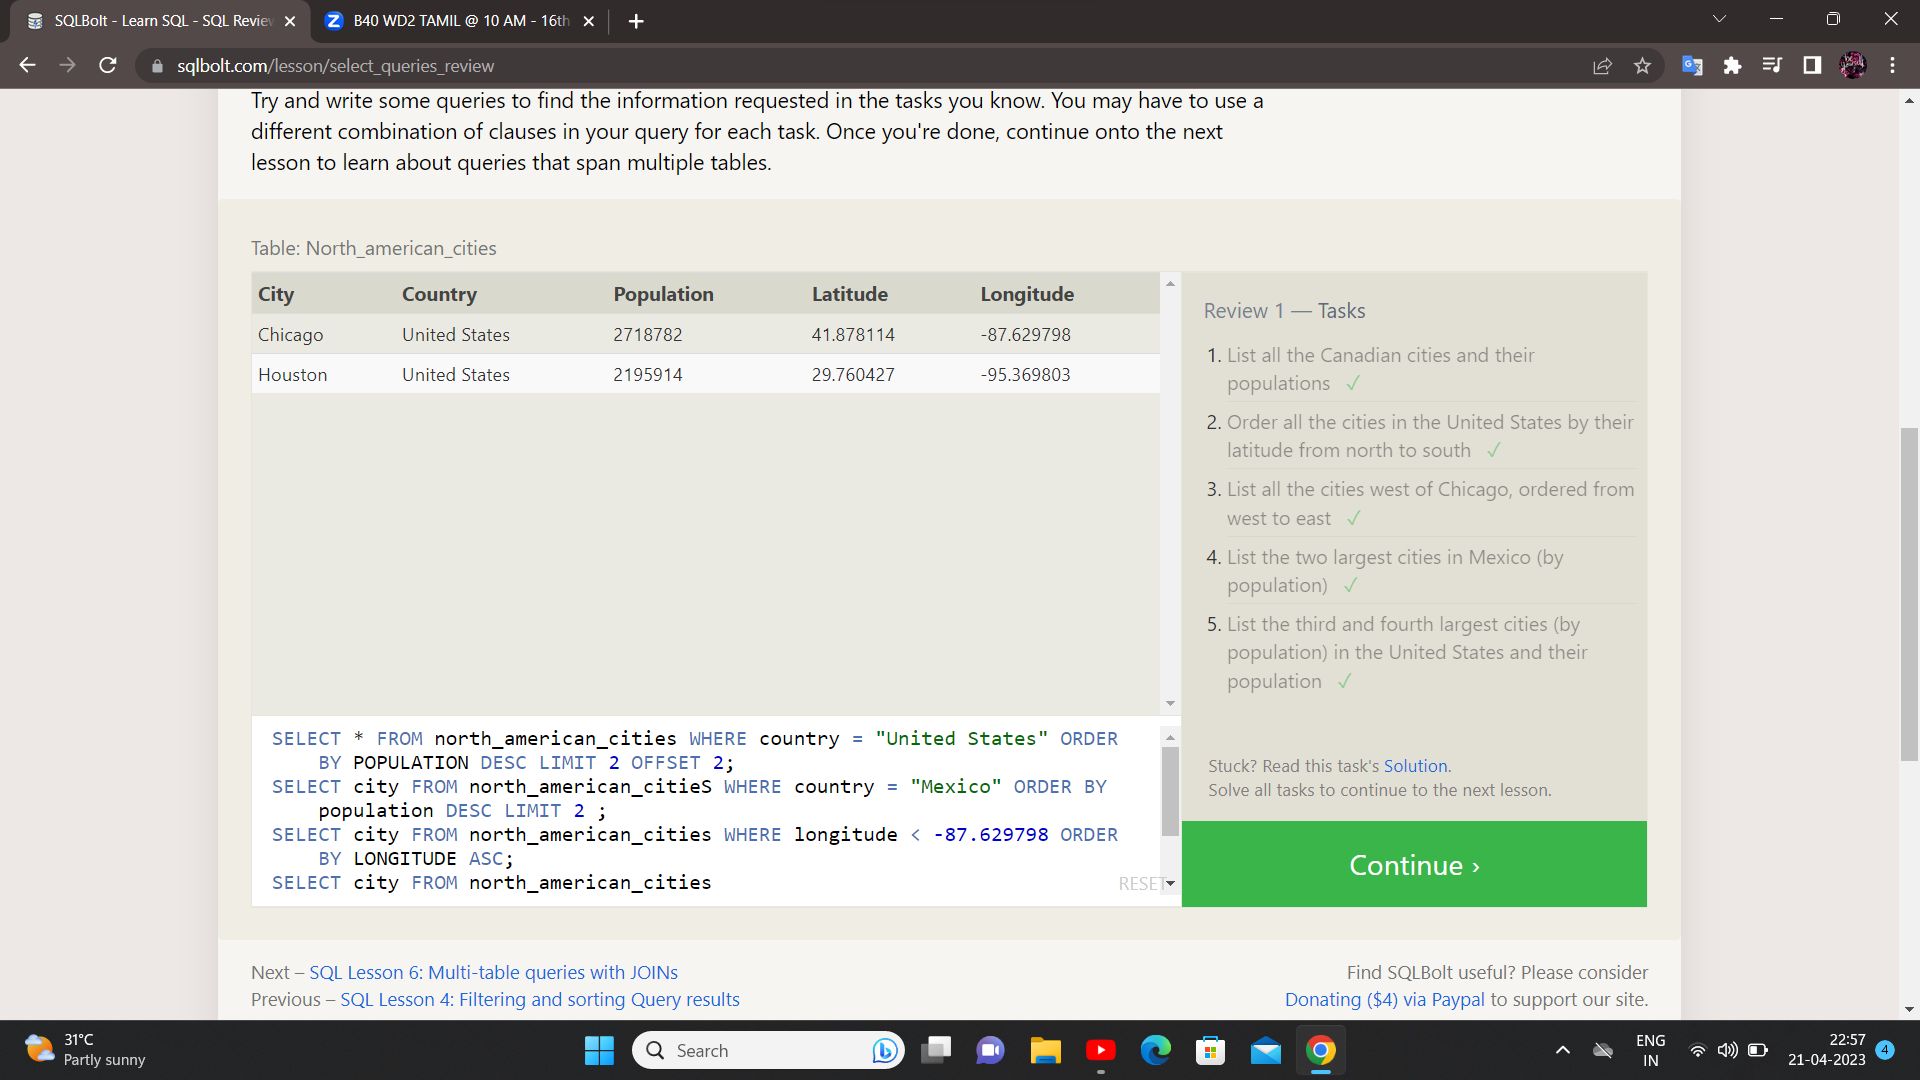 SQLBolt - Learn SQL - SQL Review
B40 WD2 TAMIL @ 10 AM - 16th
sqlbolt.com/lesson/select_queries_review
Try and write some queries to find the information requested in the tasks you know. You may have to use a
different combination of clauses in your query for each task. Once you're done, continue onto the next
lesson to learn about queries that span multiple tables.
Table: North_american_cities
City Country Population Latitude Longitude
Chicago United States 2718782 41.878114 -87.629798
Houston United States 2195914 29.760427 -95.369803
SELECT * FROM north_american_cities WHERE country = "United States" ORDER
BY POPULATION DESC LIMIT 2 OFFSET 2;
SELECT city FROM north_american_citieS WHERE country = "Mexico" ORDER BY
population DESC LIMIT 2 ;
SELECT city FROM north_american_cities WHERE longitude < -87.629798 ORDER
BY LONGITUDE ASC;
SELECT city FROM north_american_cities
RESET
Review 1 — Tasks
1. List all the Canadian cities and their
populations ✓
2. Order all the cities in the United States by their
latitude from north to south ✓
3. List all the cities west of Chicago, ordered from
west to east ✓
4. List the two largest cities in Mexico (by
population) ✓
5. List the third and fourth largest cities (by
population) in the United States and their
population ✓
Stuck? Read this task's Solution.
Solve all tasks to continue to the next lesson.
Continue ›
Next – SQL Lesson 6: Multi-table queries with JOINs
Previous – SQL Lesson 4: Filtering and sorting Query results
Find SQLBolt useful? Please consider
Donating ($4) via Paypal to support our site.
31°C
Partly sunny
Search
ENG
IN
22:57
21-04-2023
4